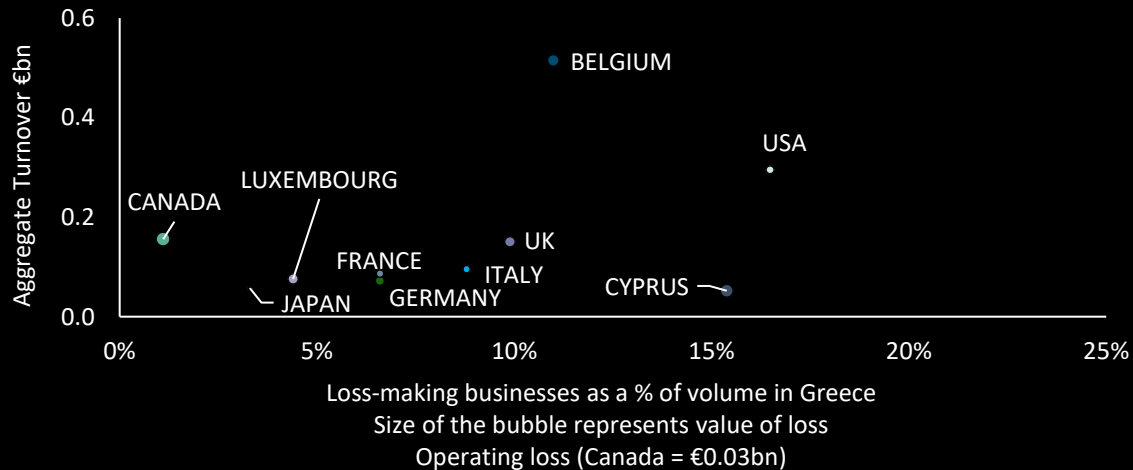 Aggregate Turnover €bn
0.6
0.4
0.2
0.0
BELGIUM
USA
LUXEMBOURG
CANADA
UK
FRANCE
ITALY
CYPRUS
GERMANY
JAPAN
0%
5%
10%
15%
20%
25%
Loss-making businesses as a % of volume in Greece
Size of the bubble represents value of loss
Operating loss (Canada = €0.03bn)